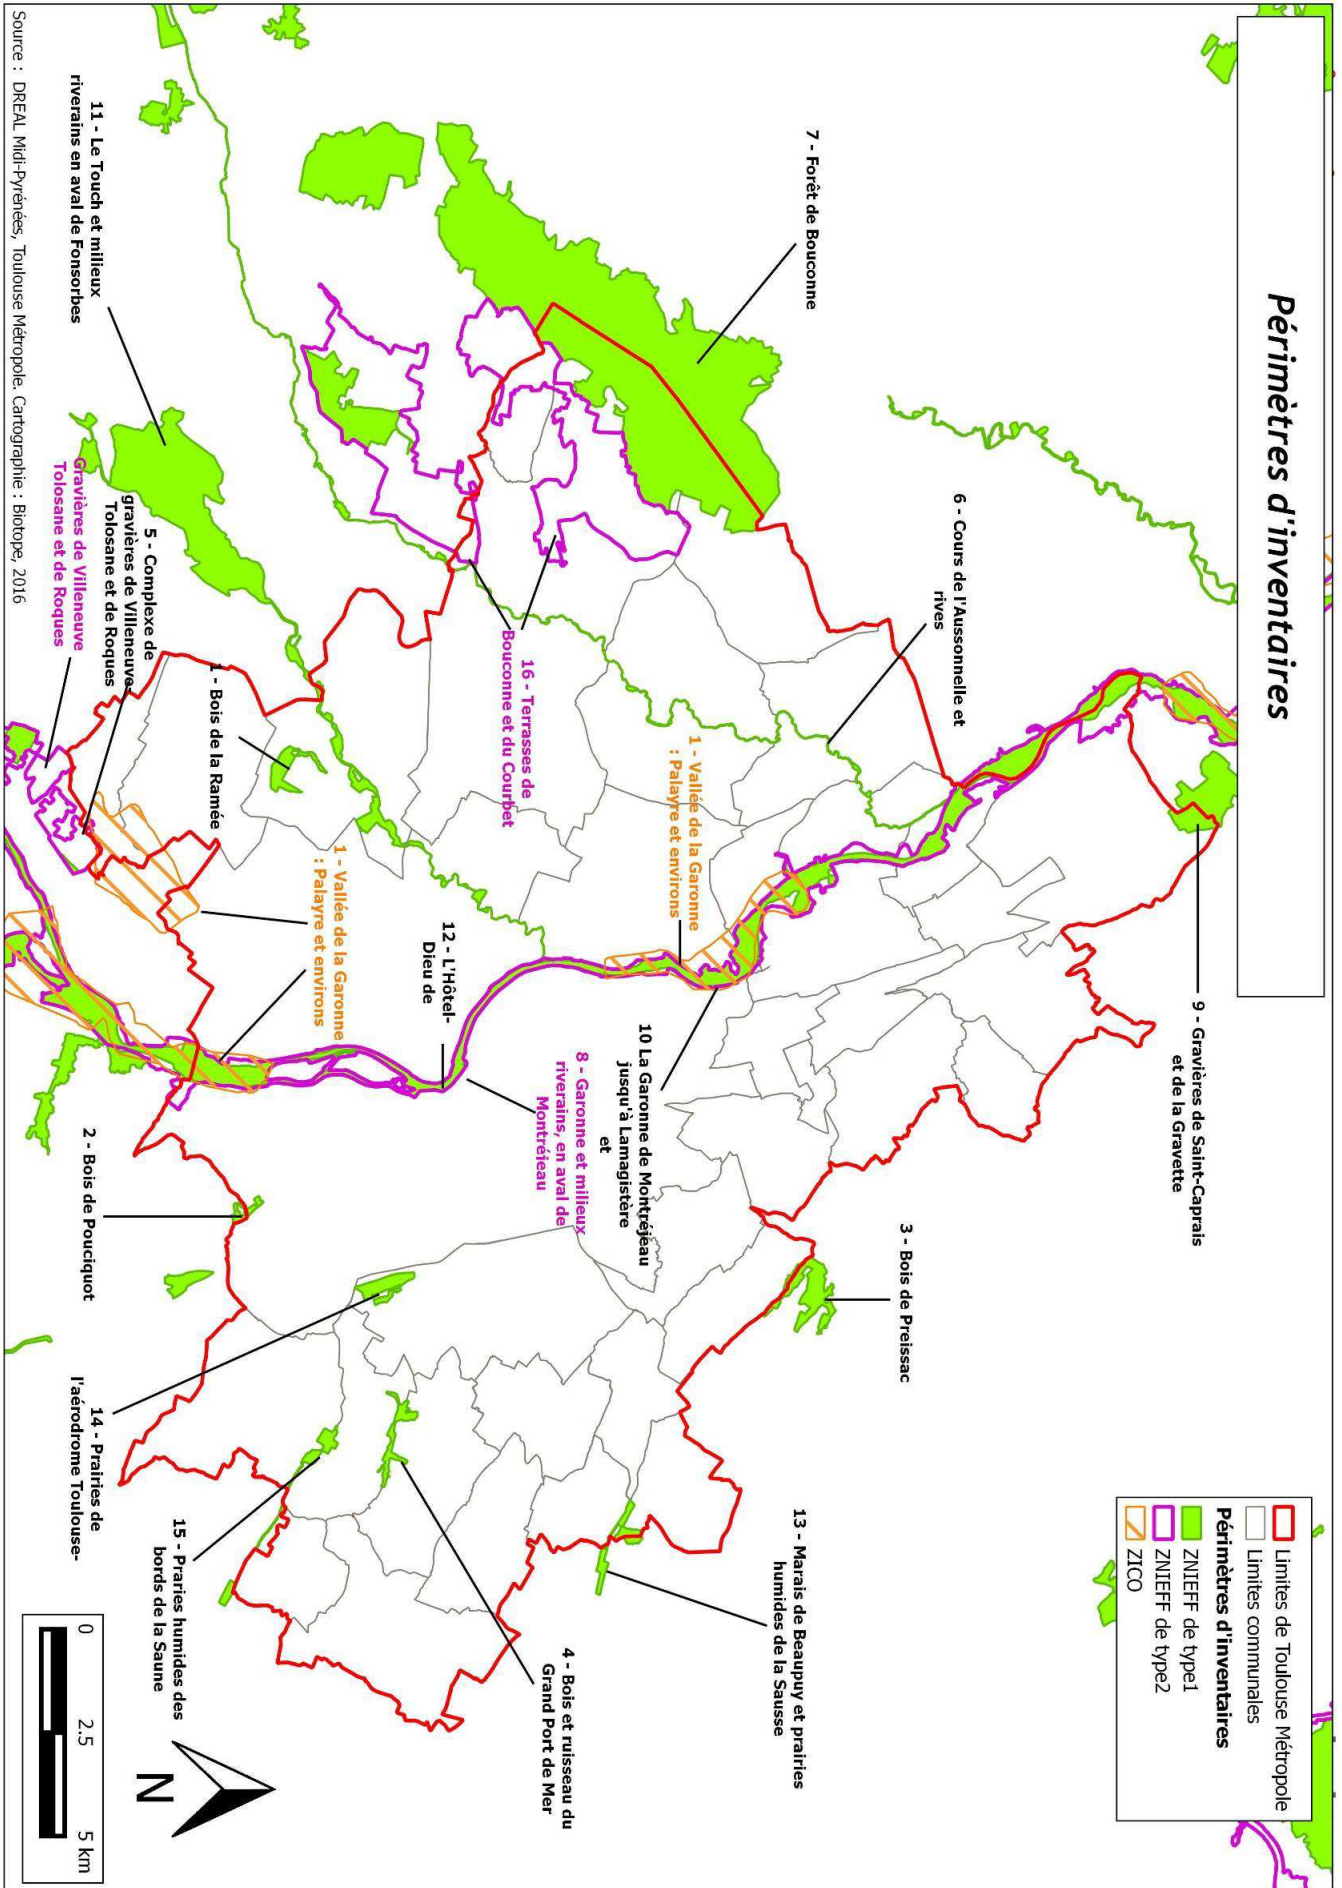 Périmètres d'inventaires
Limites de Toulouse Métropole
Limites communales
Périmètres d'inventaires
ZNIEFF de type1
ZNIEFF de type2
ZICO
7 - Forêt de Bouconne
6 - Cours de l'Aussonnelle et
rives
9 - Gravières de Saint-Caprais
et de la Gravette
3 - Bois de Preissac
13 - Marais de Beaupuy et prairies
humides de la Sausse
1 - Vallée de la Garonne
: Palayre et environs
10 La Garonne de Montréjeau
jusqu'à Lamagistère
et
16 - Terrasses de
Bouconne et du Courbet
8 - Garonne et milieux
riverains, en aval de
Montréjeau
4 - Bois et ruisseau du
Grand Port de Mer
12 - L'Hôtel-
Dieu de
1 - Vallée de la Garonne
: Palayre et environs
1 - Bois de la Ramée
15 - Praries humides des
bords de la Saune
5 - Complexe de
gravières de Villeneuve-
Tolosane et de Roques
11 - Le Touch et milieux
riverains en aval de Fonsorbes
Gravières de Villeneuve
Tolosane et de Roques
2 - Bois de Pouciquot
14 - Prairies de
l'aérodrome Toulouse-
N
0 2.5 5 km
Source : DREAL Midi-Pyrénées, Toulouse Métropole. Cartographie : Biotope, 2016